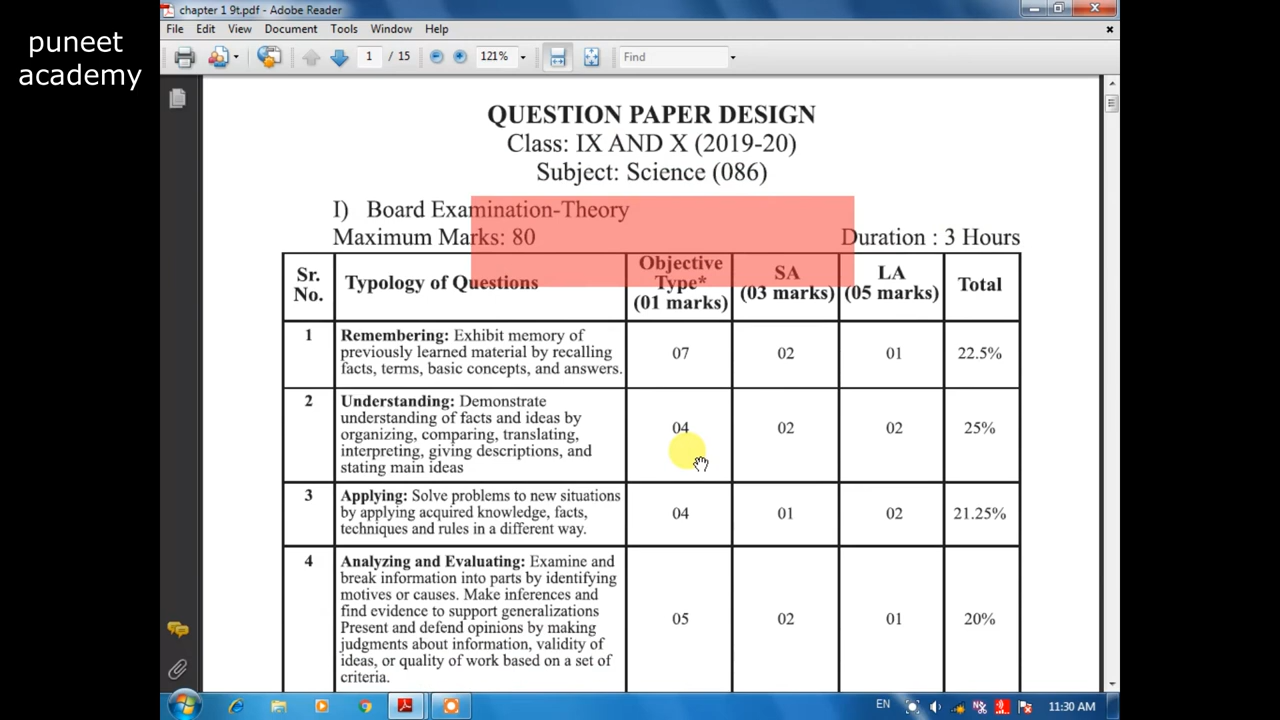 puneet
academy
chapter 1 9t.pdf - Adobe Reader
File Edit View Document Tools Window Help
1 / 15 121% Find
QUESTION PAPER DESIGN
Class: IX AND X (2019-20)
Subject: Science (086)
I) Board Examination-Theory
Maximum Marks: 80 Duration : 3 Hours
Sr. No. Typology of Questions Objective Type* (01 marks) SA (03 marks) LA (05 marks) Total
1 Remembering: Exhibit memory of
previously learned material by recalling 07 02 01 22.5%
facts, terms, basic concepts, and answers.
2 Understanding: Demonstrate
understanding of facts and ideas by
organizing, comparing, translating, 04 02 02 25%
interpreting, giving descriptions, and
stating main ideas
3 Applying: Solve problems to new situations
by applying acquired knowledge, facts, 04 01 02 21.25%
techniques and rules in a different way.
4 Analyzing and Evaluating: Examine and
break information into parts by identifying
motives or causes. Make inferences and
find evidence to support generalizations 05 02 01 20%
Present and defend opinions by making
judgments about information, validity of
ideas, or quality of work based on a set of
criteria.
EN 11:30 AM